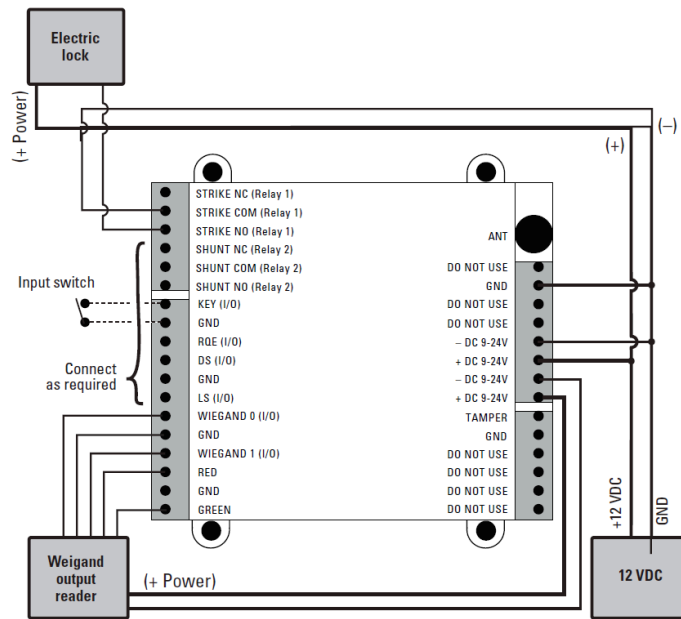 Electric
lock
(+ Power)
(–)
(+)
STRIKE NC (Relay 1)
STRIKE COM (Relay 1)
STRIKE NO (Relay 1)
SHUNT NC (Relay 2)
SHUNT COM (Relay 2)
SHUNT NO (Relay 2)
KEY (I/O)
GND
RQE (I/O)
DS (I/O)
GND
LS (I/O)
WIEGAND 0 (I/O)
GND
WIEGAND 1 (I/O)
RED
GND
GREEN
ANT
DO NOT USE
GND
DO NOT USE
DO NOT USE
– DC 9-24V
+ DC 9-24V
– DC 9-24V
+ DC 9-24V
TAMPER
GND
DO NOT USE
DO NOT USE
DO NOT USE
DO NOT USE
Input switch
Connect
as required
Weigand
output
reader
(+ Power)
+12 VDC
GND
12 VDC